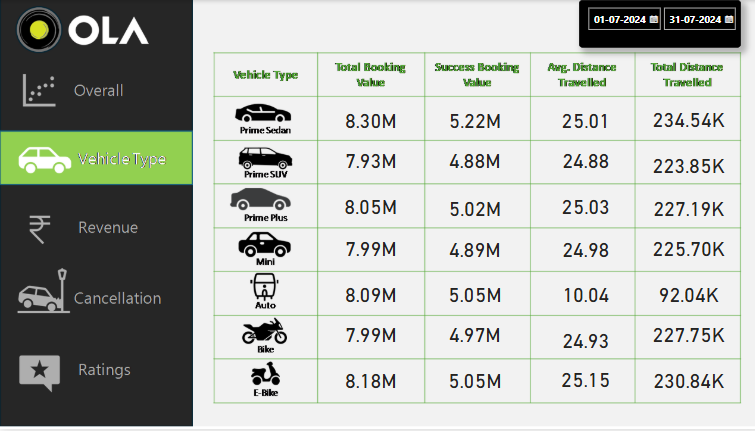 OLA
01-07-2024 31-07-2024
Overall
Vehicle Type
Revenue
Cancellation
Ratings
Vehicle Type Total Booking Value Success Booking Value Avg. Distance Travelled Total Distance Travelled
Prime Sedan 8.30M 5.22M 25.01 234.54K
Prime SUV 7.93M 4.88M 24.88 223.85K
Prime Plus 8.05M 5.02M 25.03 227.19K
Mini 7.99M 4.89M 24.98 225.70K
Auto 8.09M 5.05M 10.04 92.04K
Bike 7.99M 4.97M 24.93 227.75K
E-Bike 8.18M 5.05M 25.15 230.84K